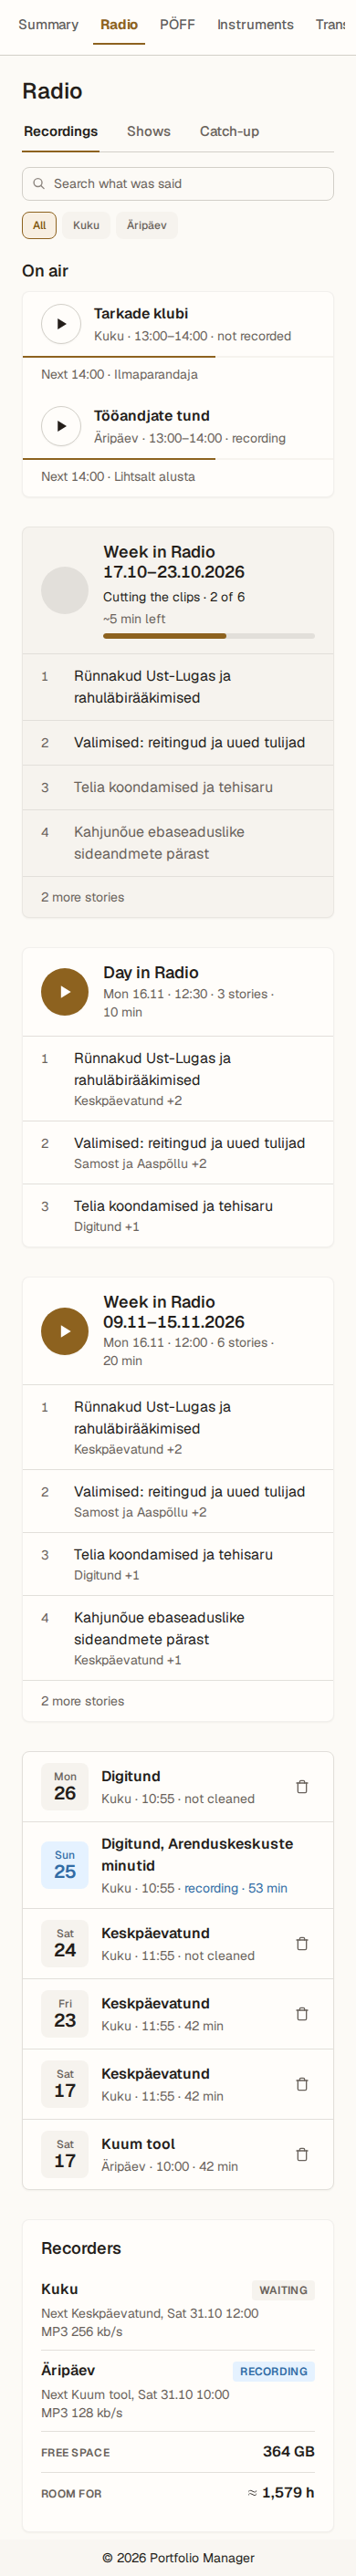 Summary Radio PÖFF Instruments Trans
Radio
Recordings Shows Catch-up
Search what was said
All Kuku Äripäev
On air
Tarkade klubi
Kuku · 13:00–14:00 · not recorded
Next 14:00 · Ilmaparandaja
Tööandjate tund
Äripäev · 13:00–14:00 · recording
Next 14:00 · Lihtsalt alusta
Week in Radio
17.10–23.10.2026
Cutting the clips · 2 of 6
~5 min left
1 Rünnakud Ust-Lugas ja
rahuläbirääkimised
2 Valimised: reitingud ja uued tulijad
3 Telia koondamised ja tehisaru
4 Kahjunõue ebaseaduslike
sideandmete pärast
2 more stories
Day in Radio
Mon 16.11 · 12:30 · 3 stories ·
10 min
1 Rünnakud Ust-Lugas ja
rahuläbirääkimised
Keskpäevatund +2
2 Valimised: reitingud ja uued tulijad
Samost ja Aaspõllu +2
3 Telia koondamised ja tehisaru
Digitund +1
Week in Radio
09.11–15.11.2026
Mon 16.11 · 12:00 · 6 stories ·
20 min
1 Rünnakud Ust-Lugas ja
rahuläbirääkimised
Keskpäevatund +2
2 Valimised: reitingud ja uued tulijad
Samost ja Aaspõllu +2
3 Telia koondamised ja tehisaru
Digitund +1
4 Kahjunõue ebaseaduslike
sideandmete pärast
Keskpäevatund +1
2 more stories
Mon
26
Digitund
Kuku · 10:55 · not cleaned
Sun
25
Digitund, Arenduskeskuste
minutid
Kuku · 10:55 · recording · 53 min
Sat
24
Keskpäevatund
Kuku · 11:55 · not cleaned
Fri
23
Keskpäevatund
Kuku · 11:55 · 42 min
Sat
17
Keskpäevatund
Kuku · 11:55 · 42 min
Sat
17
Kuum tool
Äripäev · 10:00 · 42 min
Recorders
Kuku WAITING
Next Keskpäevatund, Sat 31.10 12:00
MP3 256 kb/s
Äripäev RECORDING
Next Kuum tool, Sat 31.10 10:00
MP3 128 kb/s
FREE SPACE 364 GB
ROOM FOR ≈ 1,579 h
© 2026 Portfolio Manager